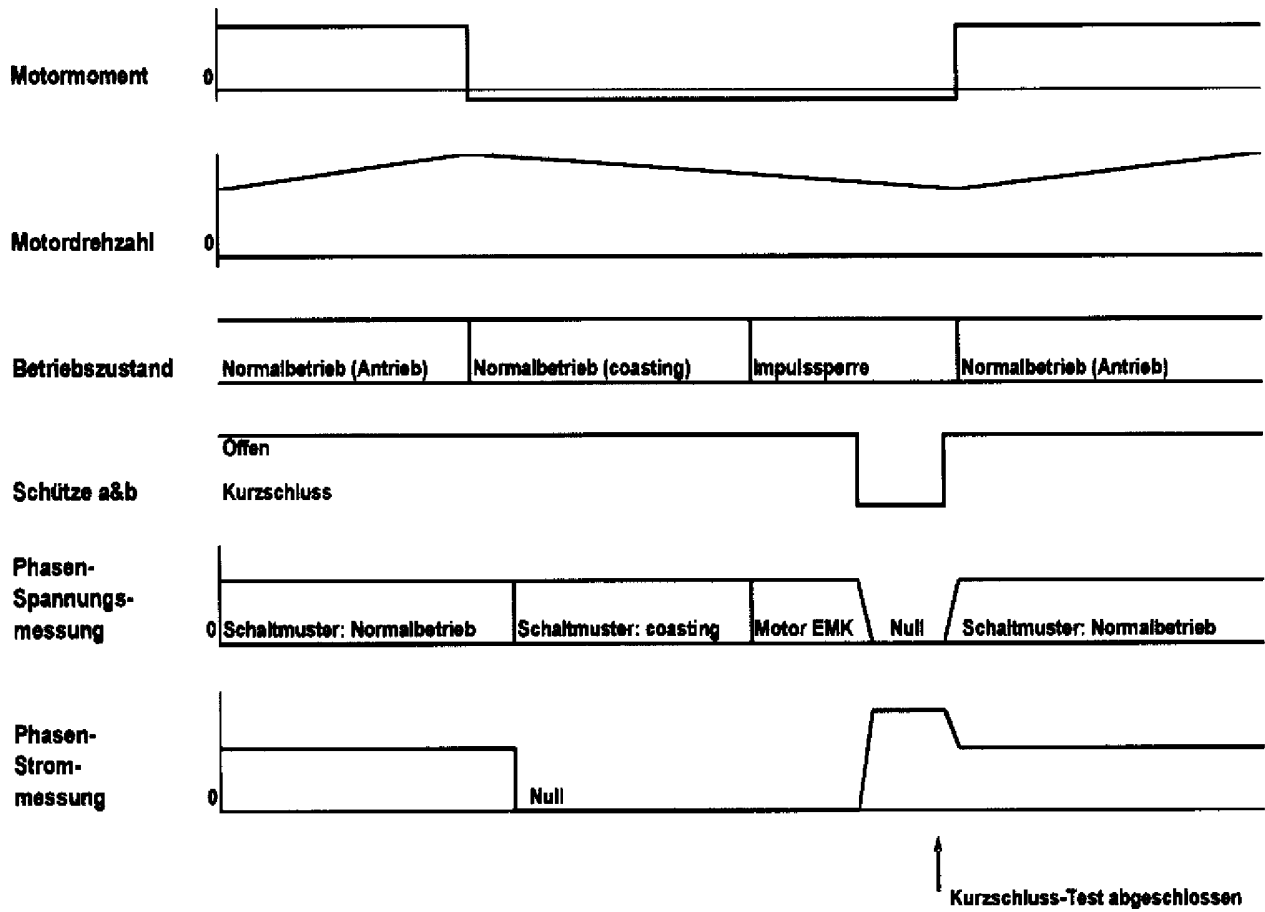 Motormoment
0
Motordrehzahl
0
Betriebszustand
Normalbetrieb (Antrieb)
Normalbetrieb (coasting)
Impulssperre
Normalbetrieb (Antrieb)
Offen
Schütze a&b
Kurzschluss
Phasen-
Spannungs-
messung
0
Schaltmuster: Normalbetrieb
Schaltmuster: coasting
Motor EMK
Null
Schaltmuster: Normalbetrieb
Phasen-
Strom-
messung
0
Null
Kurzschluss-Test abgeschlossen